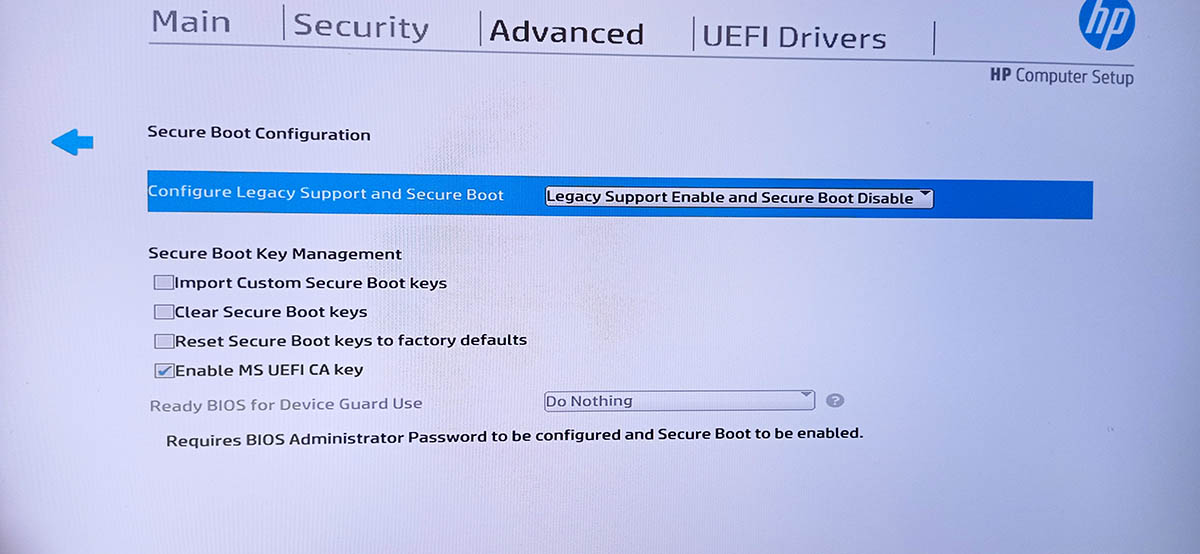 Main
Security
Advanced
UEFI Drivers
hp
HP Computer Setup
Secure Boot Configuration
Configure Legacy Support and Secure Boot
Legacy Support Enable and Secure Boot Disable
Secure Boot Key Management
Import Custom Secure Boot keys
Clear Secure Boot keys
Reset Secure Boot keys to factory defaults
Enable MS UEFI CA key
Ready BIOS for Device Guard Use
Do Nothing
?
Requires BIOS Administrator Password to be configured and Secure Boot to be enabled.